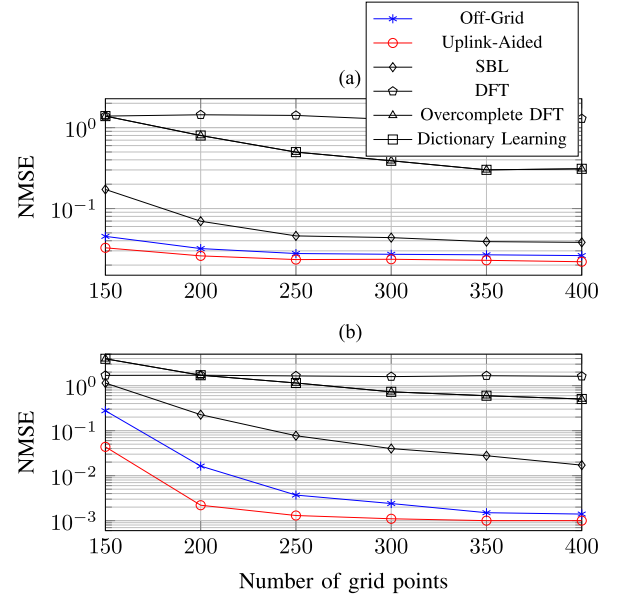 Off-Grid
Uplink-Aided
SBL
DFT
Overcomplete DFT
Dictionary Learning
(a)
NMSE
10^0
10^{-1}
150 200 250 300 350 400
(b)
NMSE
10^0
10^{-1}
10^{-2}
10^{-3}
150 200 250 300 350 400
Number of grid points